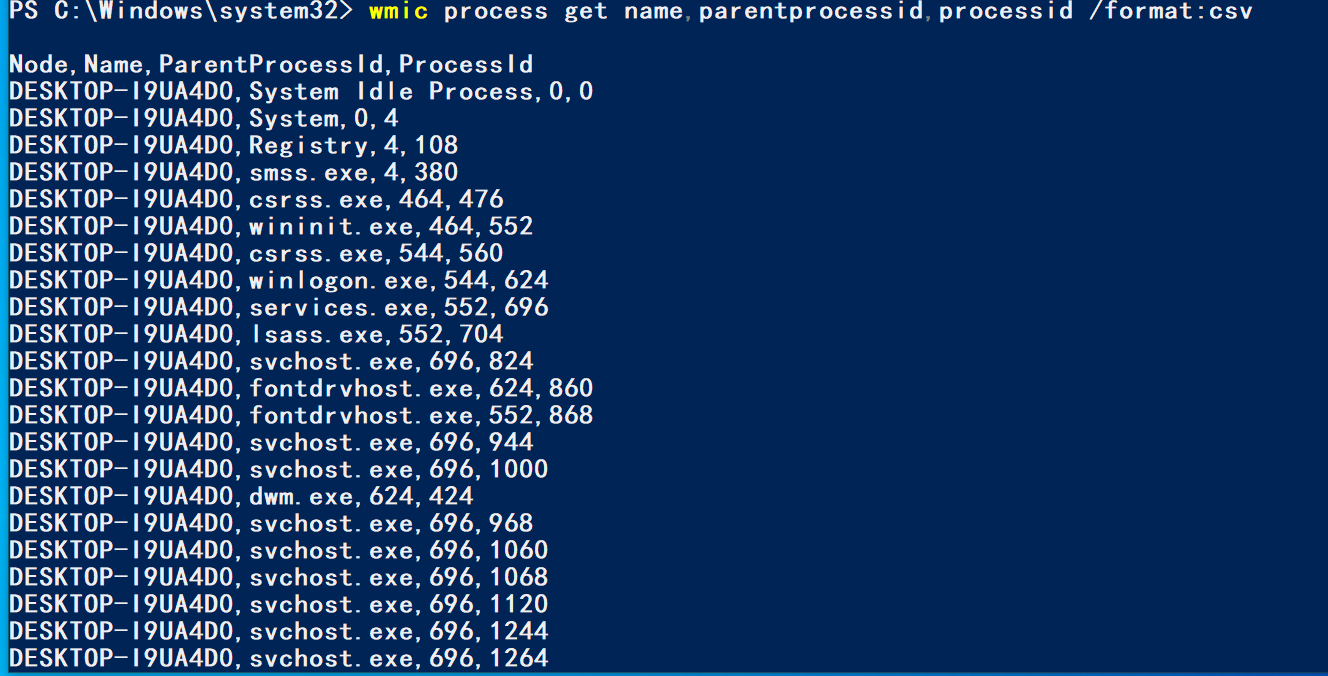 PS C:\Windows\system32> wmic process get name,parentprocessid,processid /format:csv
Node,Name,ParentProcessId,ProcessId
DESKTOP-I9UA4D0,System Idle Process,0,0
DESKTOP-I9UA4D0,System,0,4
DESKTOP-I9UA4D0,Registry,4,108
DESKTOP-I9UA4D0,smss.exe,4,380
DESKTOP-I9UA4D0,csrss.exe,464,476
DESKTOP-I9UA4D0,wininit.exe,464,552
DESKTOP-I9UA4D0,csrss.exe,544,560
DESKTOP-I9UA4D0,winlogon.exe,544,624
DESKTOP-I9UA4D0,services.exe,552,696
DESKTOP-I9UA4D0,lsass.exe,552,704
DESKTOP-I9UA4D0,svchost.exe,696,824
DESKTOP-I9UA4D0,fontdrvhost.exe,624,860
DESKTOP-I9UA4D0,fontdrvhost.exe,552,868
DESKTOP-I9UA4D0,svchost.exe,696,944
DESKTOP-I9UA4D0,svchost.exe,696,1000
DESKTOP-I9UA4D0,dwm.exe,624,424
DESKTOP-I9UA4D0,svchost.exe,696,968
DESKTOP-I9UA4D0,svchost.exe,696,1060
DESKTOP-I9UA4D0,svchost.exe,696,1068
DESKTOP-I9UA4D0,svchost.exe,696,1120
DESKTOP-I9UA4D0,svchost.exe,696,1244
DESKTOP-I9UA4D0,svchost.exe,696,1264